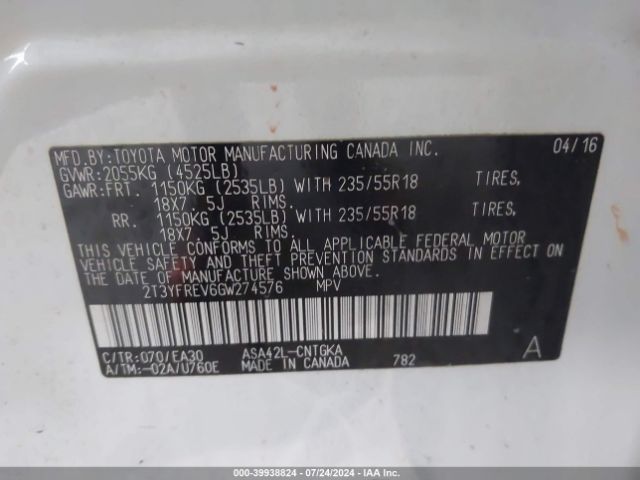 MFD.BY:TOYOTA MOTOR MANUFACTURING CANADA INC. 04/16
GVWR:2055KG (4525LB)
GAWR:FRT. 1150KG (2535LB) WITH 235/55R18 TIRES,
18X7.5J RIMS.
RR. 1150KG (2535LB) WITH 235/55R18 TIRES,
18X7.5J RIMS.
THIS VEHICLE CONFORMS TO ALL APPLICABLE FEDERAL MOTOR
VEHICLE SAFETY AND THEFT PREVENTION STANDARDS IN EFFECT ON
THE DATE OF MANUFACTURE SHOWN ABOVE.
2T3YFREV6GW274576 MPV
C/TR:070/EA30 ASA42L-CNTGKA A
A/TM:-02A/U760E MADE IN CANADA 782
000-39938824 / 07/24/2024 / IAAI.COM